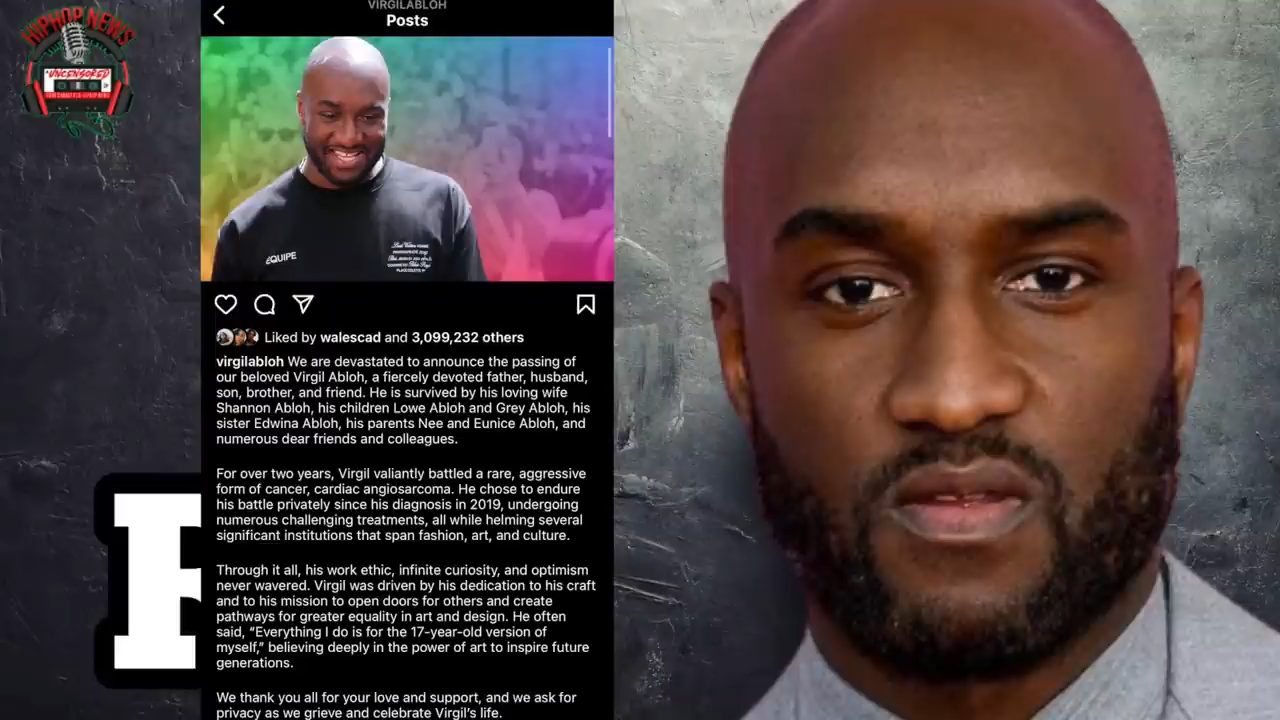 HIPHOP NEWS
UNCENSORED
VIRGILABLOH
Posts
ÉQUIPE
Liked by walescad and 3,099,232 others
virgilabloh We are devastated to announce the passing of
our beloved Virgil Abloh, a fiercely devoted father, husband,
son, brother, and friend. He is survived by his loving wife
Shannon Abloh, his children Lowe Abloh and Grey Abloh, his
sister Edwina Abloh, his parents Nee and Eunice Abloh, and
numerous dear friends and colleagues.
For over two years, Virgil valiantly battled a rare, aggressive
form of cancer, cardiac angiosarcoma. He chose to endure
his battle privately since his diagnosis in 2019, undergoing
numerous challenging treatments, all while helming several
significant institutions that span fashion, art, and culture.
Through it all, his work ethic, infinite curiosity, and optimism
never wavered. Virgil was driven by his dedication to his craft
and to his mission to open doors for others and create
pathways for greater equality in art and design. He often
said, “Everything I do is for the 17-year-old version of
myself,” believing deeply in the power of art to inspire future
generations.
We thank you all for your love and support, and we ask for
privacy as we grieve and celebrate Virgil’s life.